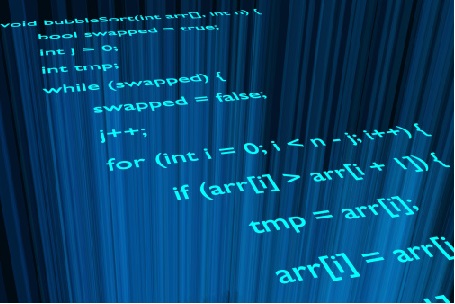 void bubbleSort(int arr[], int n) {
bool swapped = true;
int j = 0;
int tmp;
while (swapped) {
swapped = false;
j++;
for (int i = 0; i < n - j; i++) {
if (arr[i] > arr[i + 1]) {
tmp = arr[i];
arr[i] = arr[i